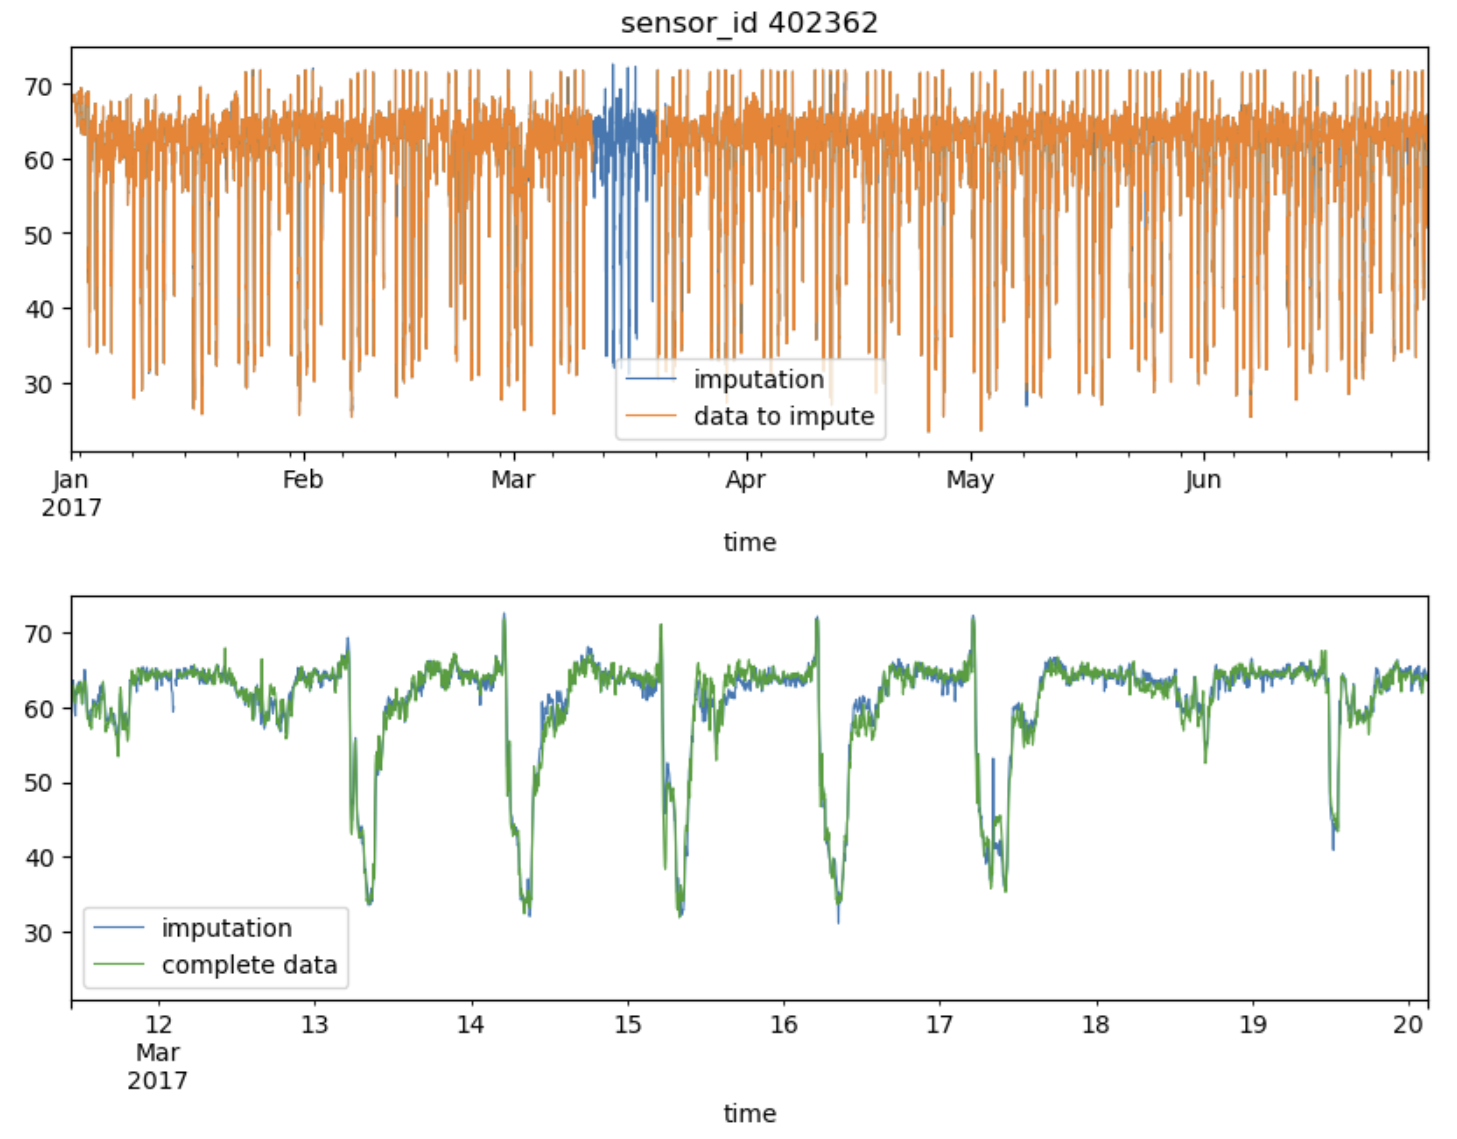 sensor_id 402362
70
60
50
40
30
imputation
data to impute
Jan Feb Mar Apr May Jun
2017
time
70
60
50
40
30
imputation
complete data
12 13 14 15 16 17 18 19 20
Mar
2017
time